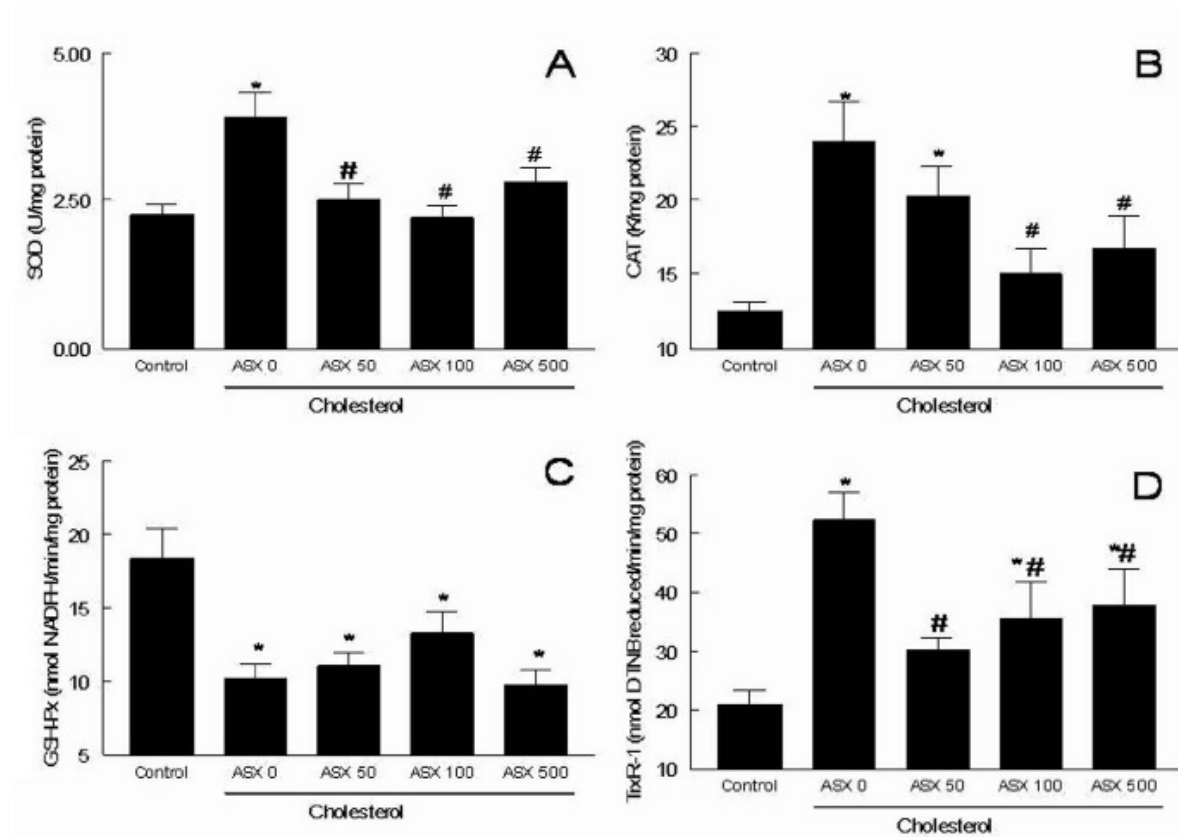 A
SOD (U/mg protein)
5.00
2.50
0.00
*
#
#
#
Control ASX 0 ASX 50 ASX 100 ASX 500
Cholesterol
B
CAT (K/mg protein)
30
25
20
15
10
*
*
#
#
Control ASX 0 ASX 50 ASX 100 ASX 500
Cholesterol
C
GSH-Px (nmol NADPH/min/mg protein)
25
20
15
10
5
*
*
*
*
Control ASX 0 ASX 50 ASX 100 ASX 500
Cholesterol
D
TrxR-1 (nmol DTNB reduced/min/mg protein)
60
50
40
30
20
10
*
#
*#
*#
Control ASX 0 ASX 50 ASX 100 ASX 500
Cholesterol